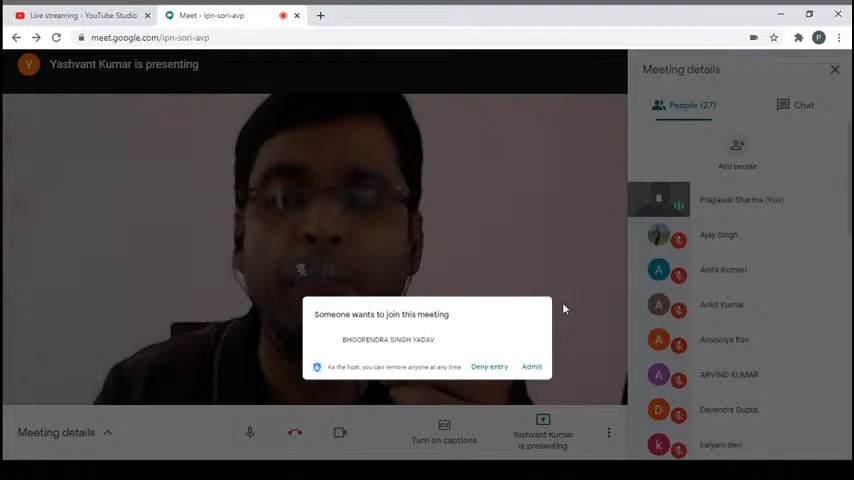 Live streaming - YouTube Studio
Meet - ipn-sori-avp
meet.google.com/ipn-sori-avp
P
Y
Yashvant Kumar is presenting
Meeting details
People (27)
Chat
Add people
Prajjawal Sharma (You)
Ajay Singh
A
Anita Kumari
A
Ankit Kumar
A
Ansooiya Rav
A
ARVIND KUMAR
D
Devendra Gupta
k
kalyani devi
Someone wants to join this meeting
BHOOPENDRA SINGH YADAV
As the host, you can remove anyone at any time
Deny entry
Admit
Meeting details
CC
Turn on captions
Yashvant Kumar
is presenting